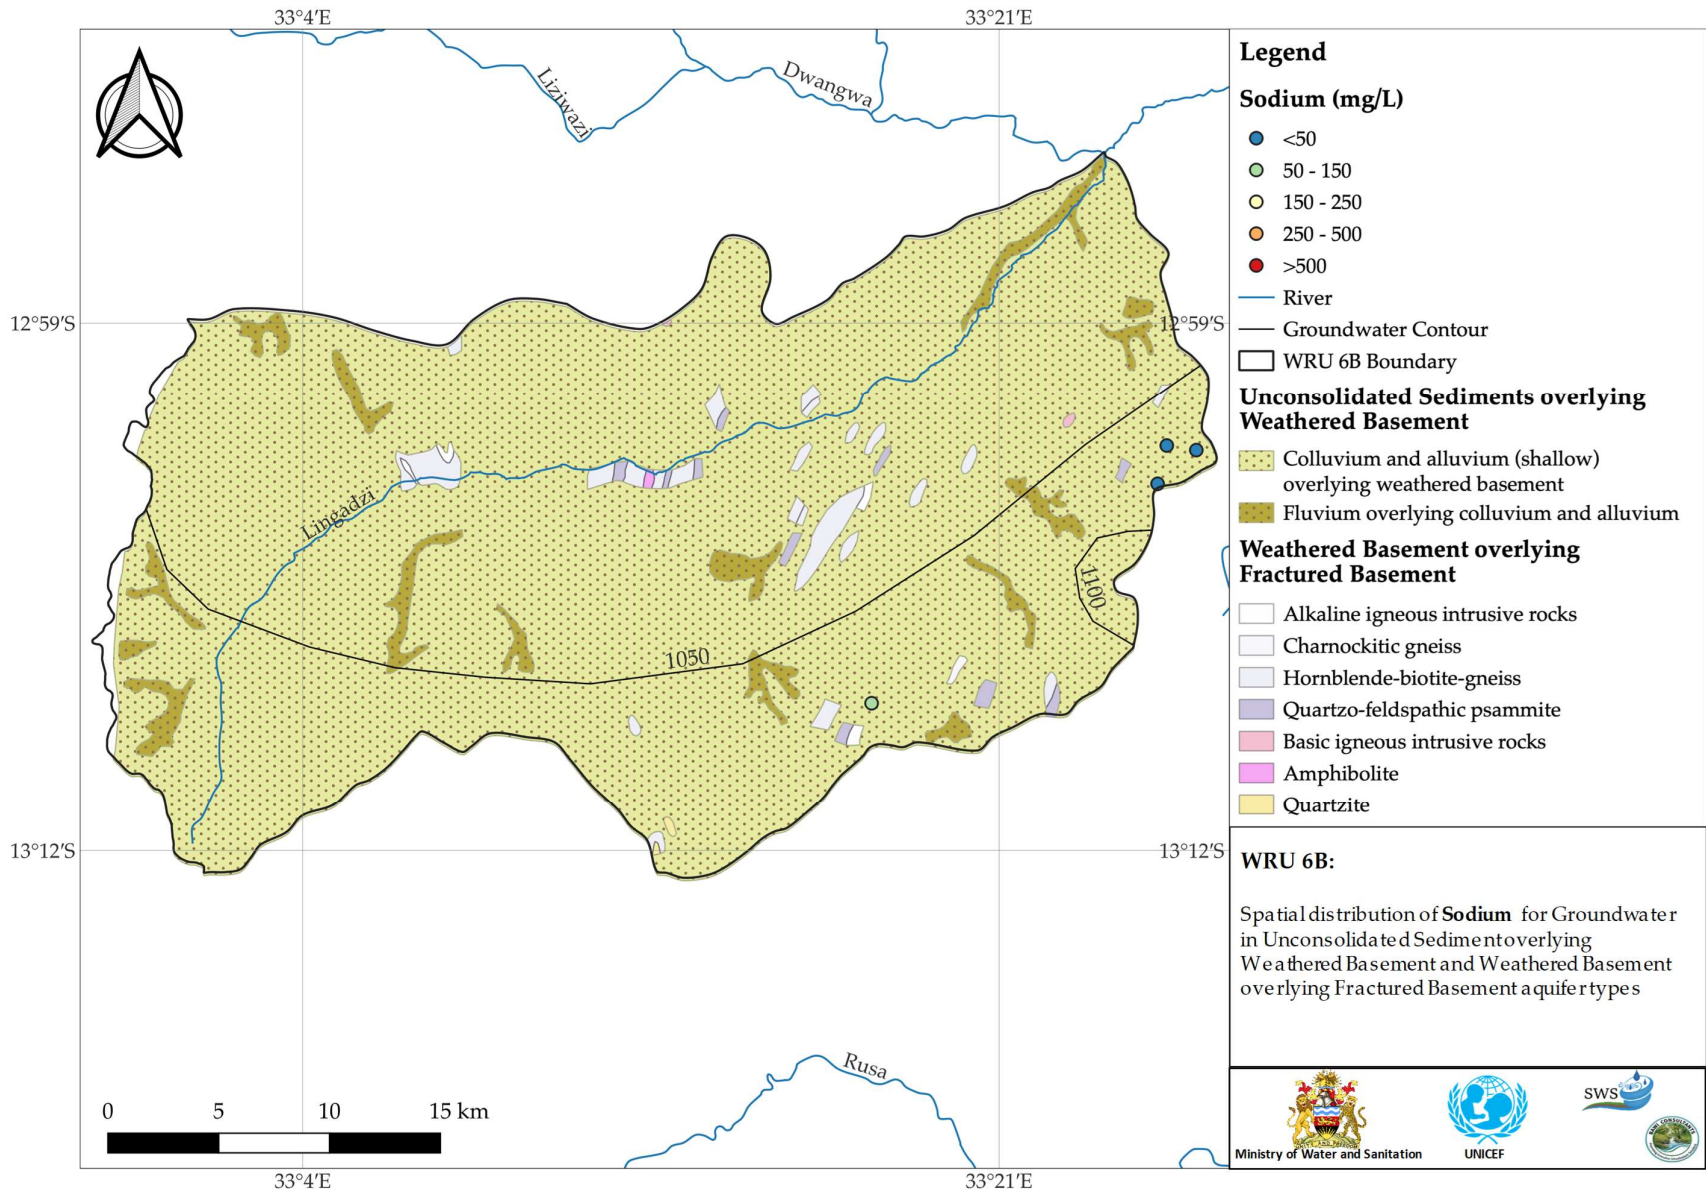 33°4'E
33°21'E
Liziwazi
Dwangwa
12°59'S
12°59'S
Lingadzi
1100
1050
13°12'S
13°12'S
Rusa
0 5 10 15 km
33°4'E
33°21'E
Legend
Sodium (mg/L)
<50
50 - 150
150 - 250
250 - 500
>500
River
Groundwater Contour
WRU 6B Boundary
Unconsolidated Sediments overlying
Weathered Basement
Colluvium and alluvium (shallow)
overlying weathered basement
Fluvium overlying colluvium and alluvium
Weathered Basement overlying
Fractured Basement
Alkaline igneous intrusive rocks
Charnockitic gneiss
Hornblende-biotite-gneiss
Quartzo-feldspathic psammite
Basic igneous intrusive rocks
Amphibolite
Quartzite
WRU 6B:
Spatial distribution of Sodium for Groundwater
in Unconsolidated Sediment overlying
Weathered Basement and Weathered Basement
overlying Fractured Basement aquifer types
Ministry of Water and Sanitation
UNICEF
SWS